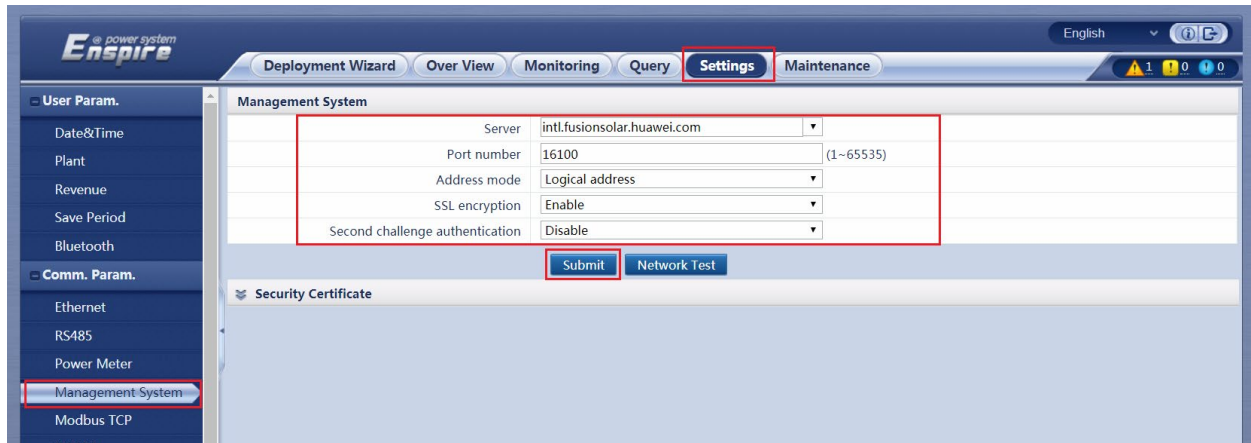 Enspire e power system
English
Deployment Wizard Over View Monitoring Query Settings Maintenance
1 0 0
User Param.
Date&Time
Plant
Revenue
Save Period
Bluetooth
Comm. Param.
Ethernet
RS485
Power Meter
Management System
Modbus TCP
Management System
Server intl.fusionsolar.huawei.com
Port number 16100 (1~65535)
Address mode Logical address
SSL encryption Enable
Second challenge authentication Disable
Submit Network Test
Security Certificate